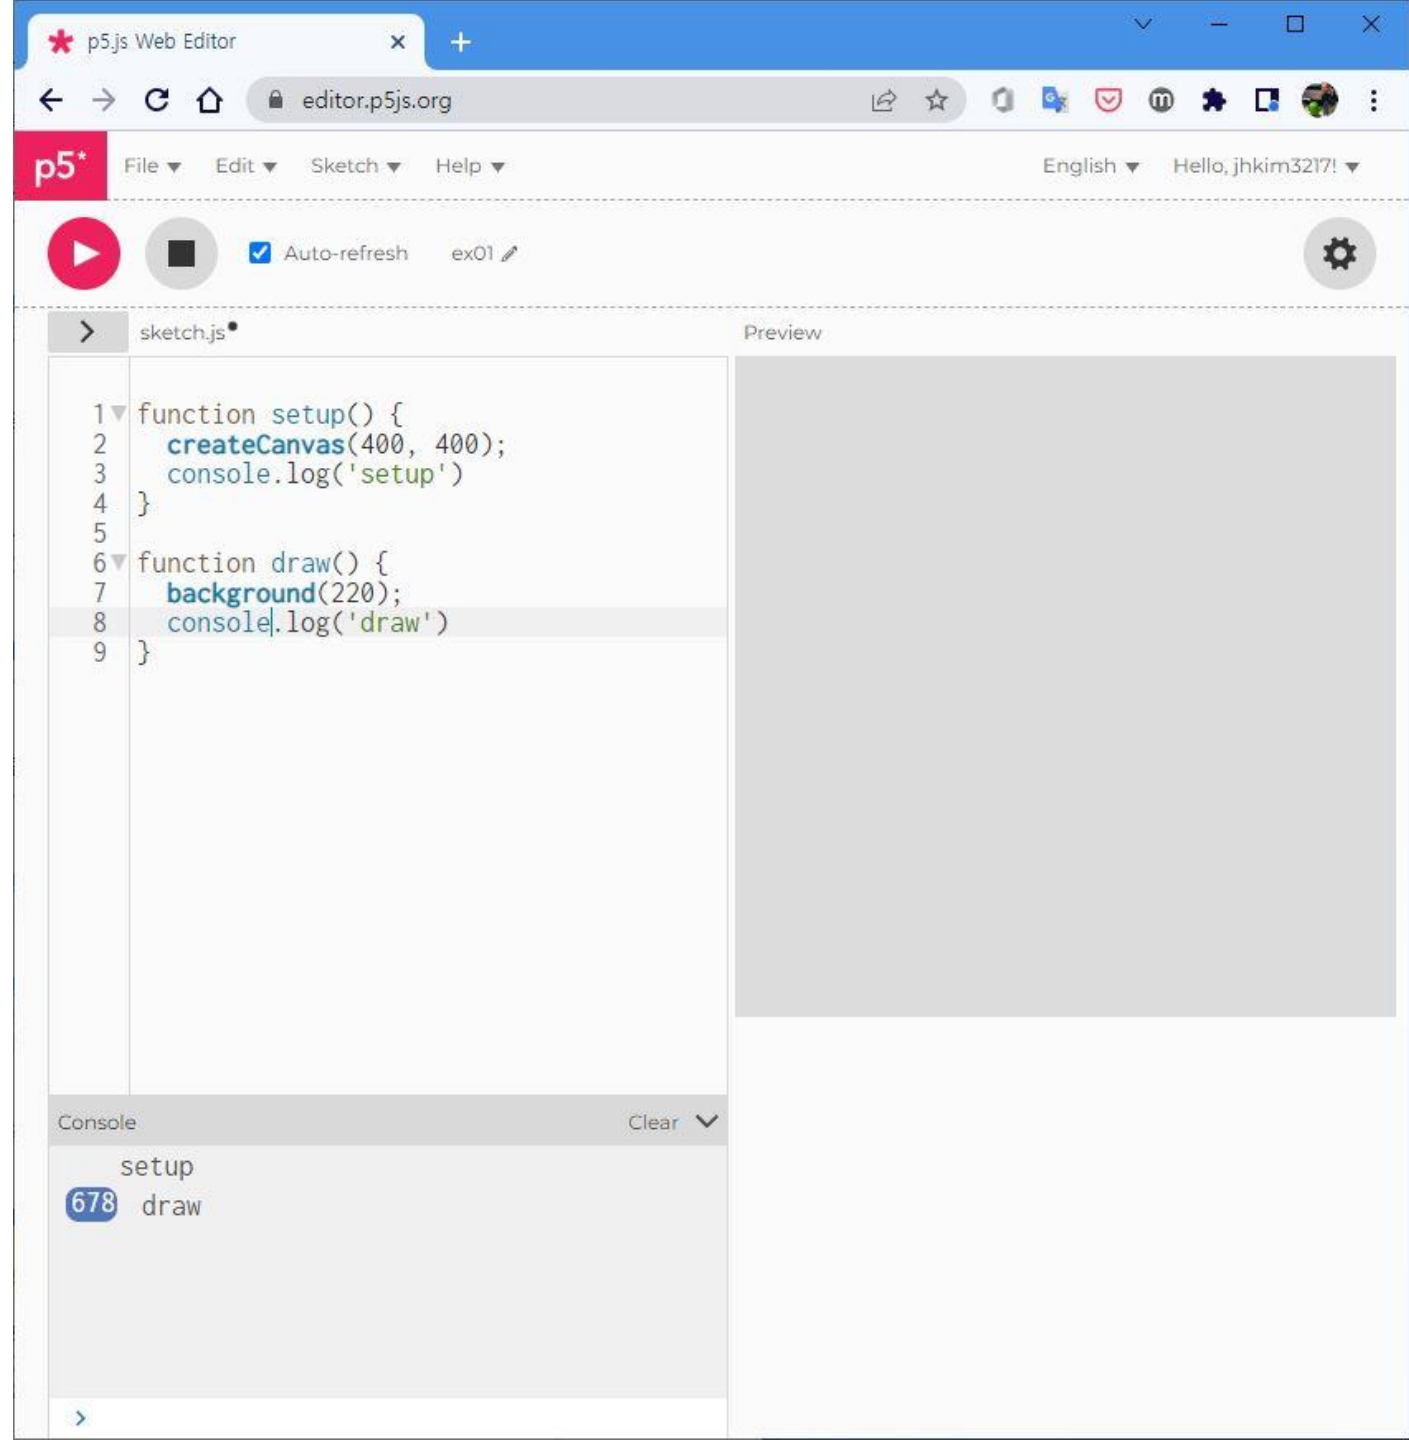 p5.js Web Editor
editor.p5js.org
p5* File Edit Sketch Help English Hello, jhkim3217!
Auto-refresh ex01
sketch.js Preview
1 function setup() {
2 createCanvas(400, 400);
3 console.log('setup')
4 }
5
6 function draw() {
7 background(220);
8 console.log('draw')
9 }
Console Clear
setup
678 draw
>